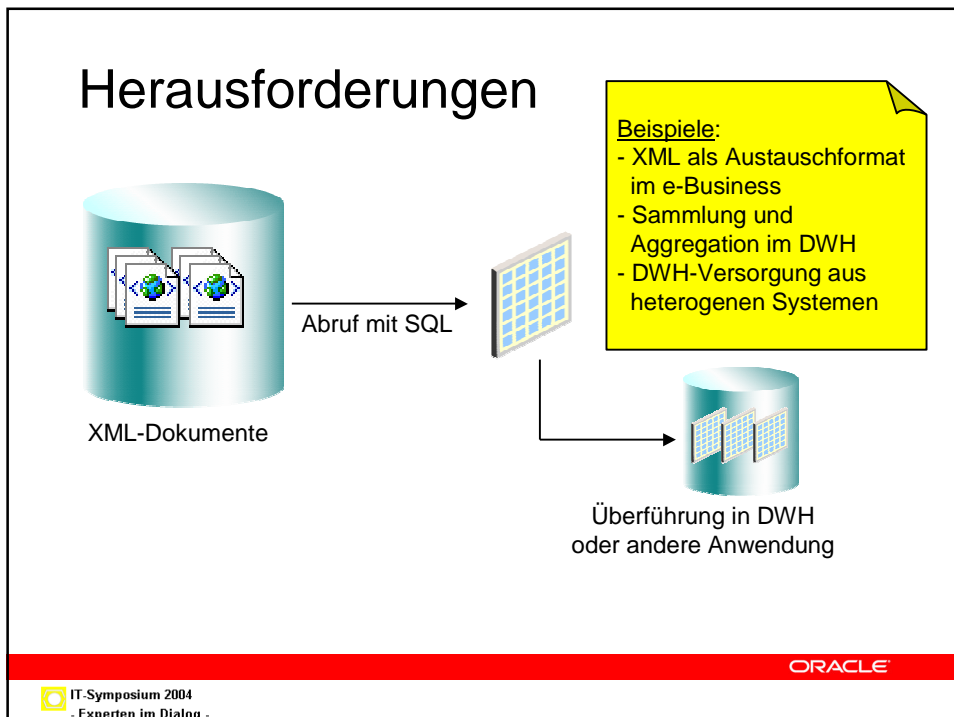 Herausforderungen
Beispiele:
- XML als Austauschformat
im e-Business
- Sammlung und
Aggregation im DWH
- DWH-Versorgung aus
heterogenen Systemen
Abruf mit SQL
XML-Dokumente
Überführung in DWH
oder andere Anwendung
ORACLE
IT-Symposium 2004
- Experten im Dialog -